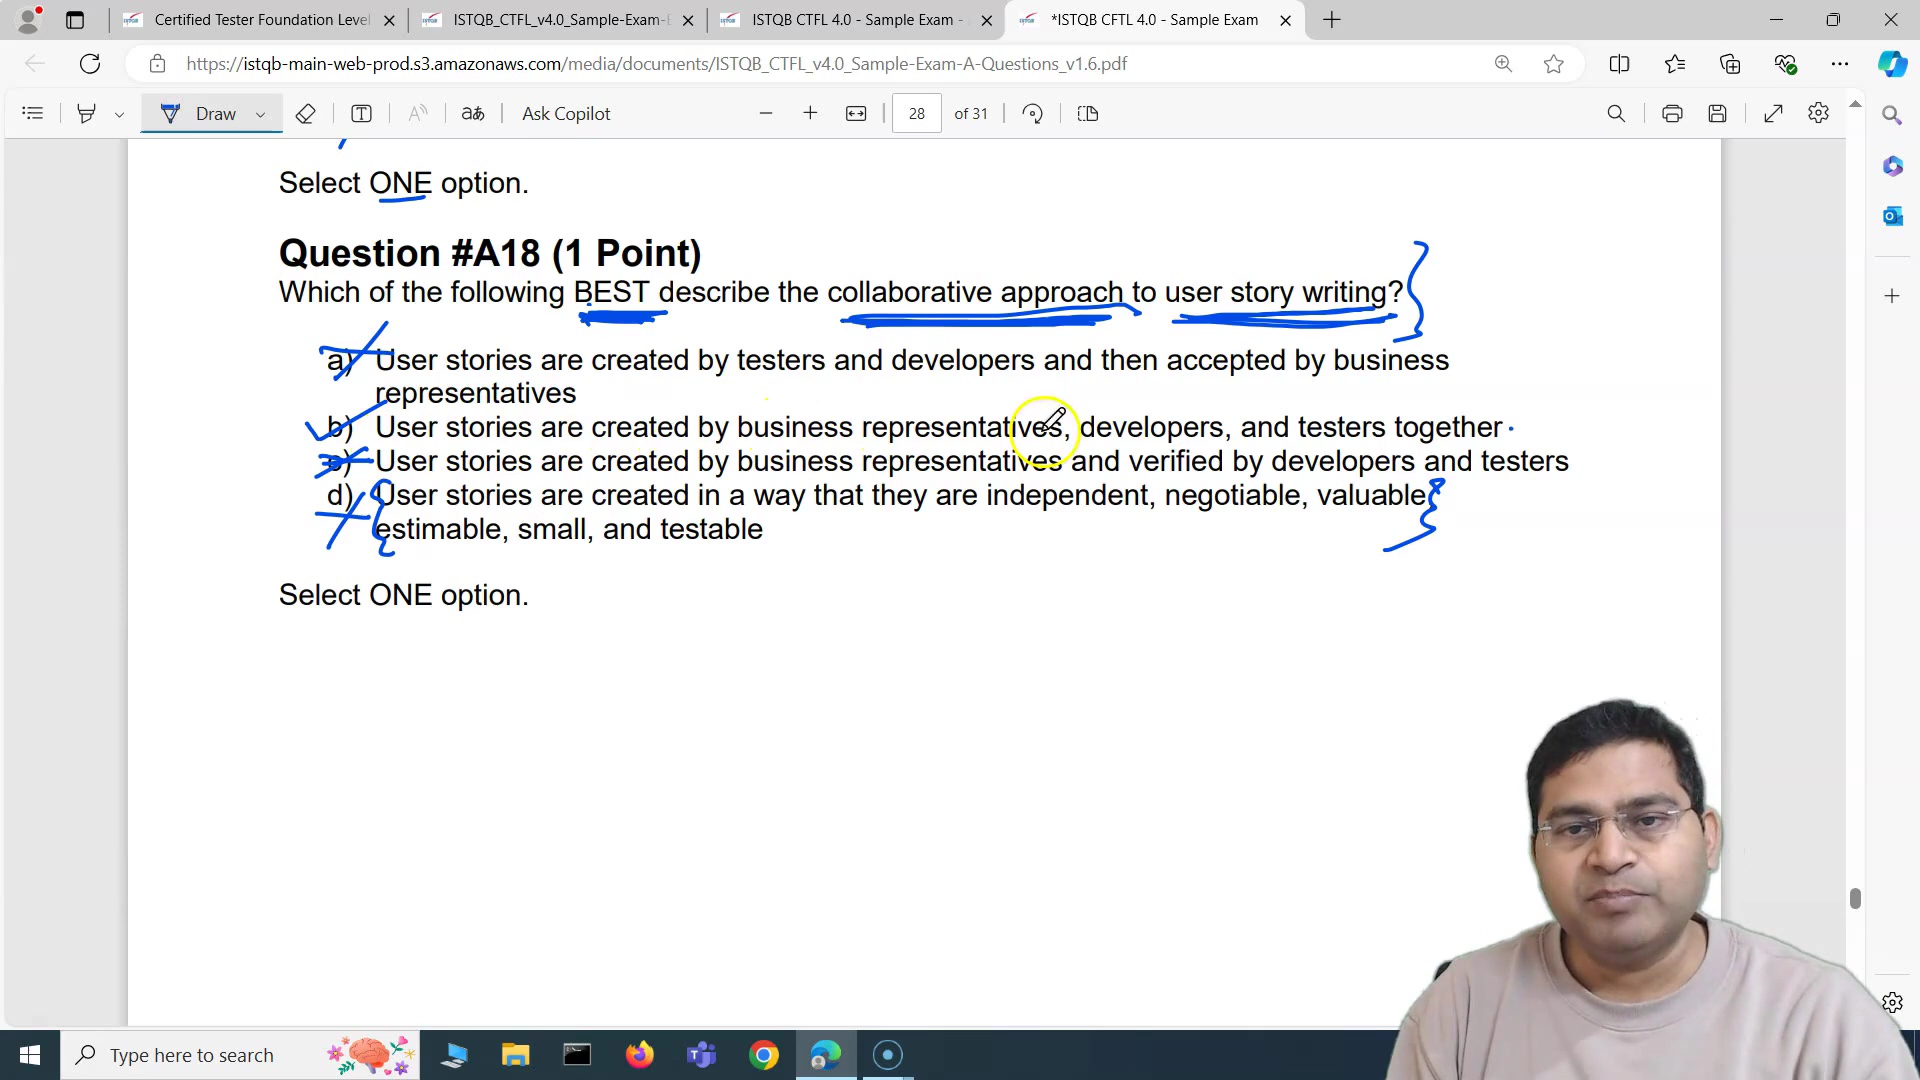 Certified Tester Foundation Level
ISTQB_CTFL_v4.0_Sample-Exam-
ISTQB CTFL 4.0 - Sample Exam -
*ISTQB CFTL 4.0 - Sample Exam
https://istqb-main-web-prod.s3.amazonaws.com/media/documents/ISTQB_CTFL_v4.0_Sample-Exam-A-Questions_v1.6.pdf
Draw
Ask Copilot
28 of 31
Select ONE option.
Question #A18 (1 Point)
Which of the following BEST describe the collaborative approach to user story writing?
a) User stories are created by testers and developers and then accepted by business
representatives
b) User stories are created by business representatives, developers, and testers together
c) User stories are created by business representatives and verified by developers and testers
d) User stories are created in a way that they are independent, negotiable, valuable
estimable, small, and testable
Select ONE option.
Type here to search